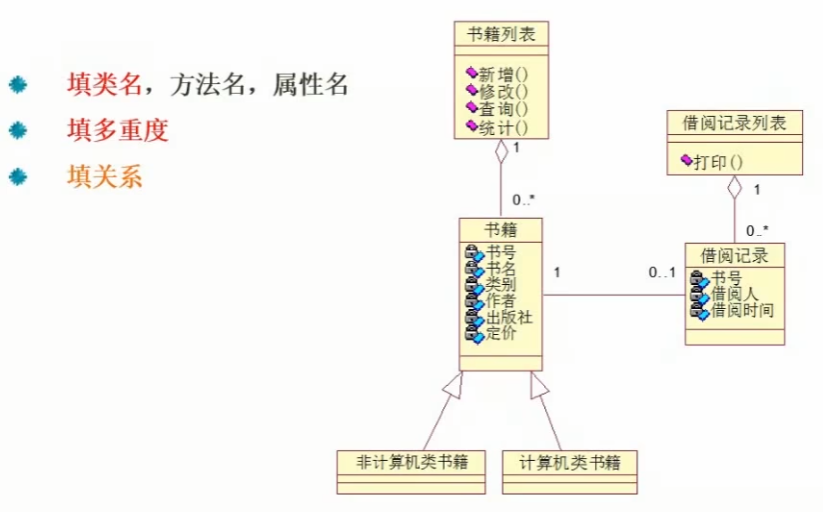 填类名，方法名，属性名
填多重度
填关系
书籍列表
新增()
修改()
查询()
统计()
1
0..*
借阅记录列表
打印()
1
0..*
书籍
书号
书名
类别
作者
出版社
定价
1
0..1
借阅记录
书号
借阅人
借阅时间
非计算机类书籍
计算机类书籍